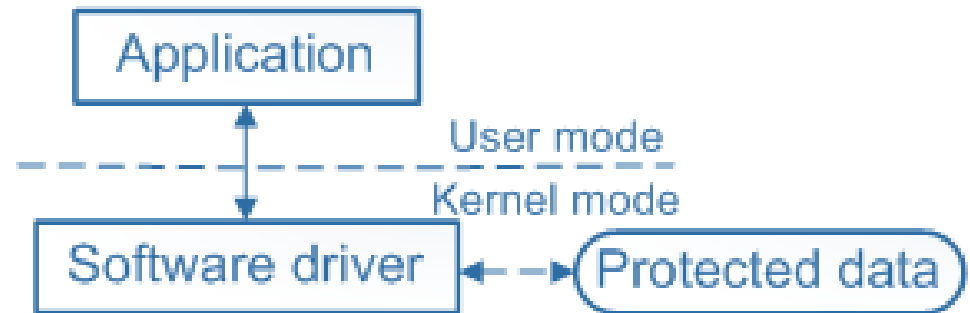 Application
User mode
Kernel mode
Software driver
Protected data